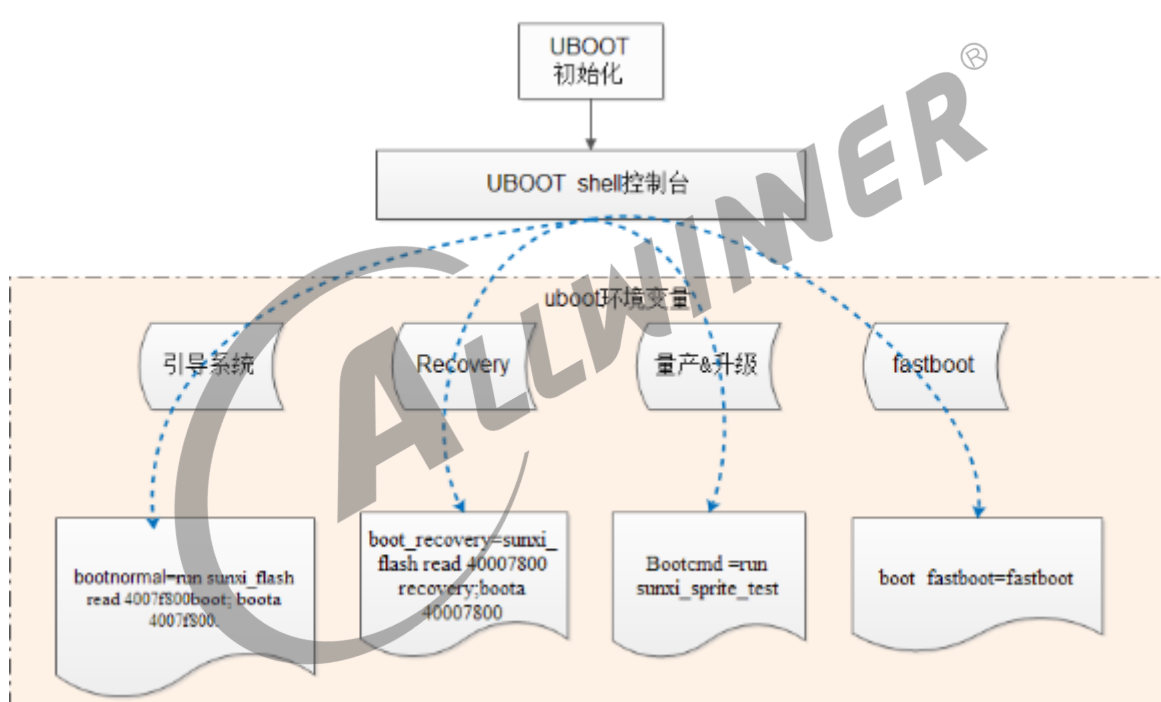 UBOOT
初始化
UBOOT shell控制台
uboot环境变量
引导系统
Recovery
量产&升级
fastboot
bootnormal=run sunxi_flash
read 4007f800boot; boota
4007f800.
boot_recovery=sunxi_
flash read 40007800
recovery;boota
40007800
Bootcmd =run
sunxi_sprite_test
boot fastboot=fastboot
ALLWINNER®